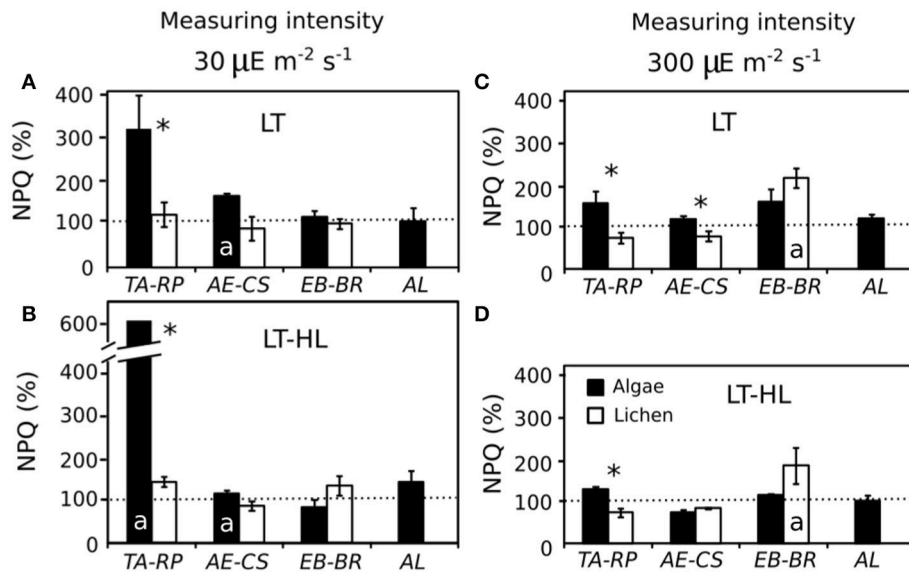 Measuring intensity
30 μE m⁻² s⁻¹
Measuring intensity
300 μE m⁻² s⁻¹
A
400
300
200
100
0
NPQ (%)
LT
*
a
TA-RP AE-CS EB-BR AL
B
600
400
300
200
100
0
NPQ (%)
LT-HL
*
a
a
TA-RP AE-CS EB-BR AL
C
400
300
200
100
0
NPQ (%)
LT
*
*
a
TA-RP AE-CS EB-BR AL
D
400
300
200
100
0
NPQ (%)
Algae
Lichen
LT-HL
*
a
TA-RP AE-CS EB-BR AL